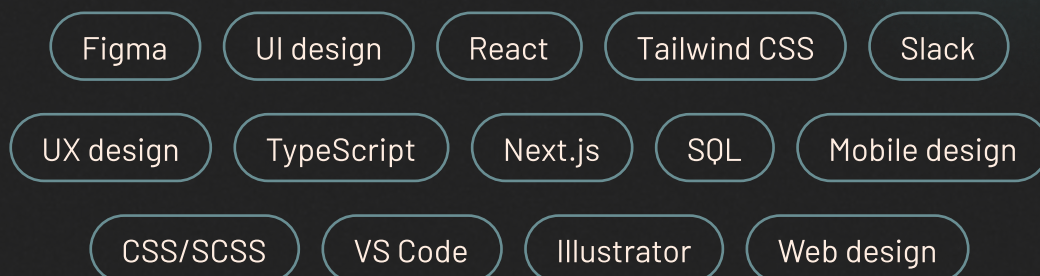 Figma UI design React Tailwind CSS Slack
UX design TypeScript Next.js SQL Mobile design
CSS/SCSS VS Code Illustrator Web design